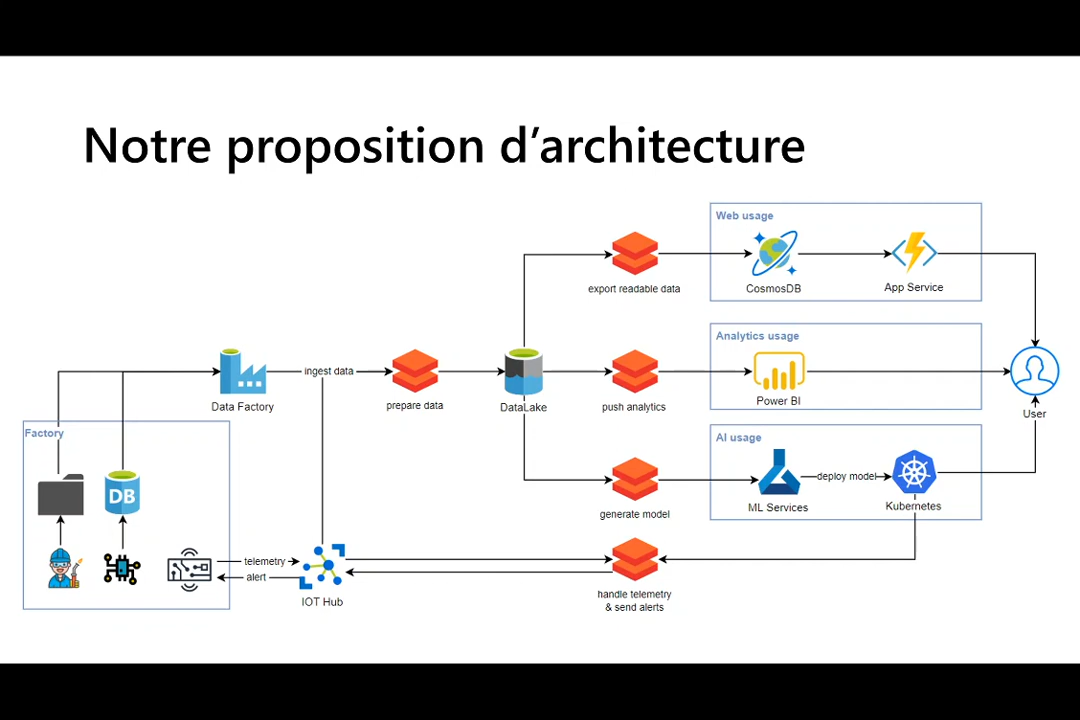 Notre proposition d'architecture
Web usage
CosmosDB
App Service
export readable data
Analytics usage
Power BI
User
ingest data
Data Factory
prepare data
DataLake
push analytics
Factory
DB
AI usage
deploy model
ML Services
Kubernetes
generate model
telemetry
alert
IOT Hub
handle telemetry
& send alerts